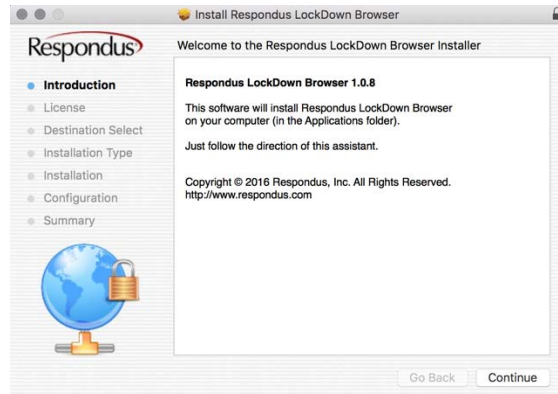 Install Respondus LockDown Browser
Respondus
Welcome to the Respondus LockDown Browser Installer
Introduction
License
Destination Select
Installation Type
Installation
Configuration
Summary
Respondus LockDown Browser 1.0.8
This software will install Respondus LockDown Browser
on your computer (in the Applications folder).
Just follow the direction of this assistant.
Copyright © 2016 Respondus, Inc. All Rights Reserved.
http://www.respondus.com
Go Back
Continue